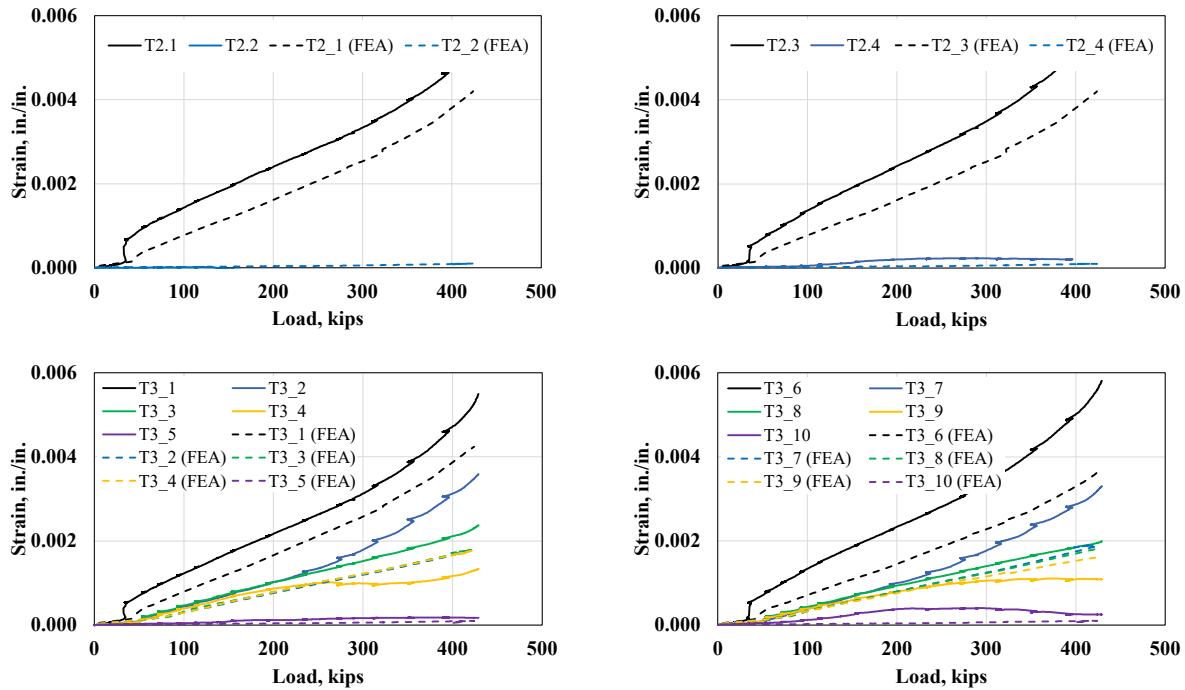 0.006
T2.1 T2.2 T2_1 (FEA) T2_2 (FEA)
0.004
0.002
0.000
Strain, in./in.
0 100 200 300 400 500
Load, kips
0.006
T2.3 T2.4 T2_3 (FEA) T2_4 (FEA)
0.004
0.002
0.000
Strain, in./in.
0 100 200 300 400 500
Load, kips
0.006
T3_1 T3_2
T3_3 T3_4
T3_5 T3_1 (FEA)
T3_2 (FEA) T3_3 (FEA)
T3_4 (FEA) T3_5 (FEA)
0.004
0.002
0.000
Strain, in./in.
0 100 200 300 400 500
Load, kips
0.006
T3_6 T3_7
T3_8 T3_9
T3_10 T3_6 (FEA)
T3_7 (FEA) T3_8 (FEA)
T3_9 (FEA) T3_10 (FEA)
0.004
0.002
0.000
Strain, in./in.
0 100 200 300 400 500
Load, kips